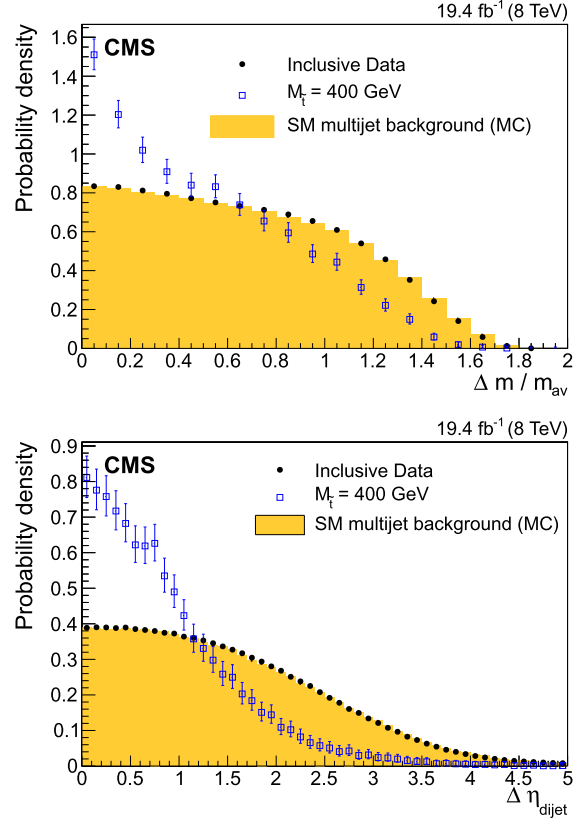 19.4 fb⁻¹ (8 TeV)
CMS
Inclusive Data
M_t̃ = 400 GeV
SM multijet background (MC)
Probability density
1.6
1.4
1.2
1.0
0.8
0.6
0.4
0.2
0
0 0.2 0.4 0.6 0.8 1 1.2 1.4 1.6 1.8 2
Δ m / m_av
19.4 fb⁻¹ (8 TeV)
CMS
Inclusive Data
M_t̃ = 400 GeV
SM multijet background (MC)
Probability density
0.9
0.8
0.7
0.6
0.5
0.4
0.3
0.2
0.1
0
0 0.5 1 1.5 2 2.5 3 3.5 4 4.5 5
Δ η_dijet